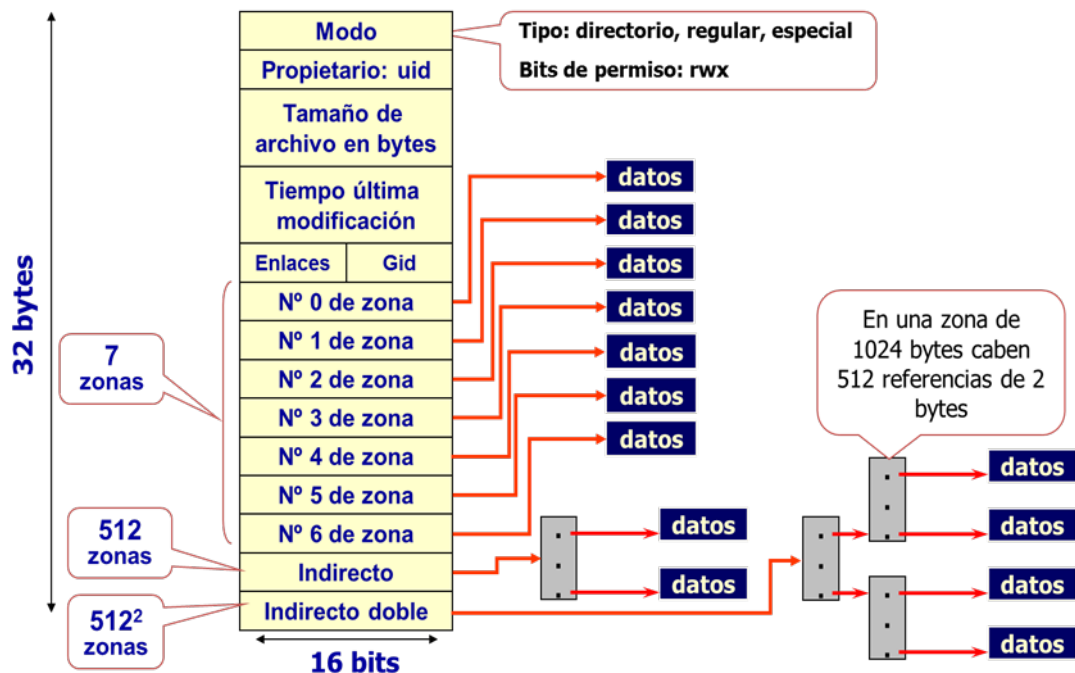 Modo
Tipo: directorio, regular, especial
Bits de permiso: rwx
Propietario: uid
Tamaño de
archivo en bytes
Tiempo última
modificación
Enlaces
Gid
Nº 0 de zona
Nº 1 de zona
Nº 2 de zona
Nº 3 de zona
Nº 4 de zona
Nº 5 de zona
Nº 6 de zona
Indirecto
Indirecto doble
32 bytes
7
zonas
512
zonas
512²
zonas
16 bits
datos
datos
datos
datos
datos
datos
datos
datos
datos
En una zona de
1024 bytes caben
512 referencias de 2
bytes
datos
datos
datos
datos